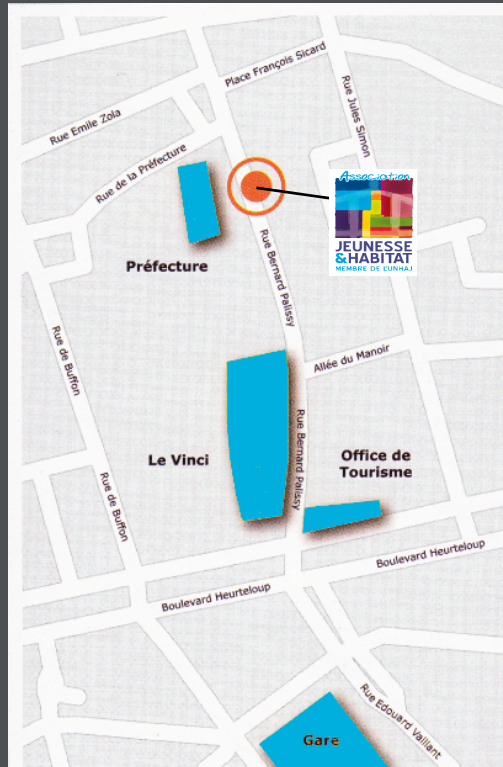 Place François Sicard
Rue Emile Zola
Rue Jules Simon
Rue de la Préfecture
Association
JEUNESSE
&HABITAT
MEMBRE DE L'UNHAJ
Préfecture
Rue Bernard Palissy
Rue de Buffon
Allée du Manoir
Rue Bernard Palissy
Le Vinci
Office de
Tourisme
Rue de Buffon
Boulevard Heurteloup
Boulevard Heurteloup
Rue Edouard Vaillant
Gare